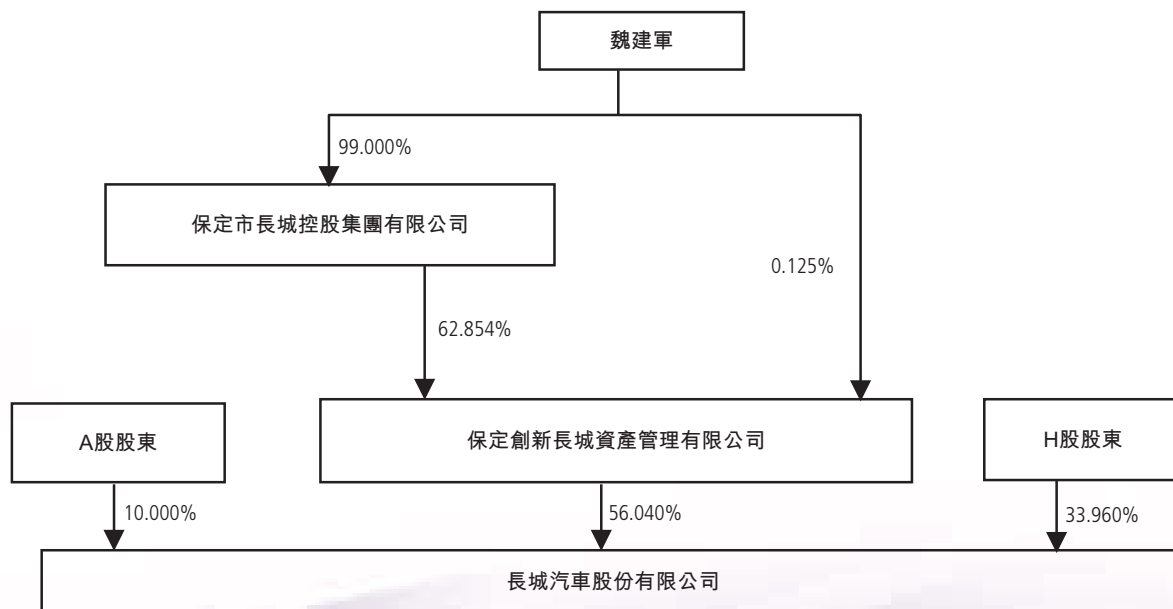 魏建軍
99.000%
保定市長城控股集團有限公司
0.125%
62.854%
A股股東
保定創新長城資產管理有限公司
H股股東
10.000%
56.040%
33.960%
長城汽車股份有限公司